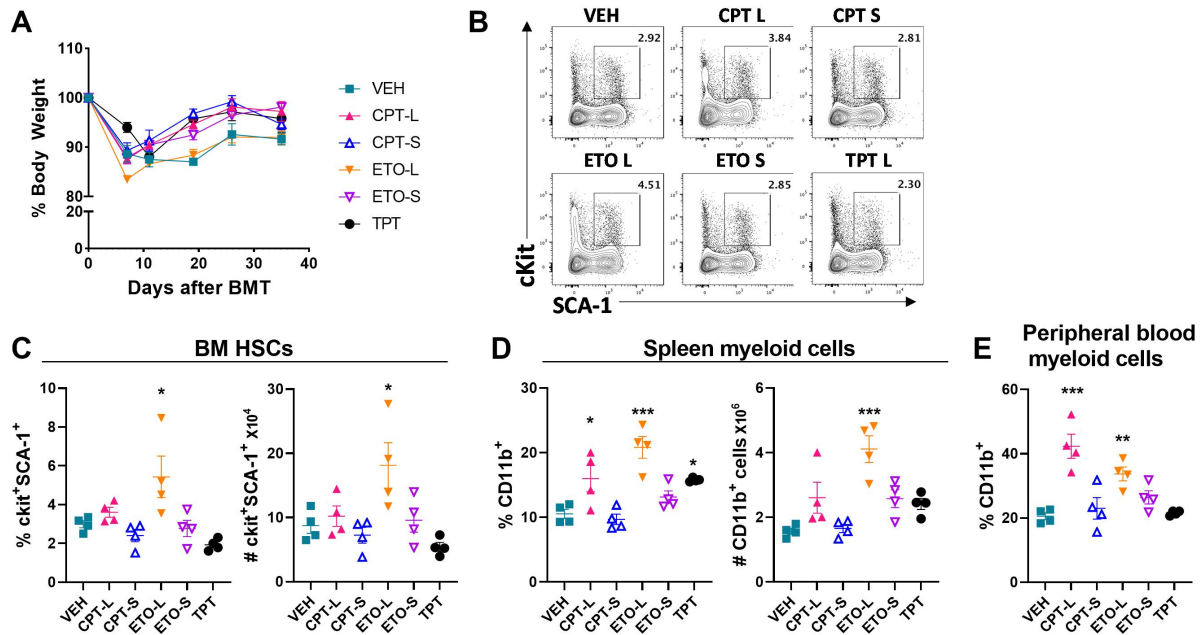 A
110
100
90
80
20
0
% Body Weight
0 10 20 30 40
Days after BMT
VEH
CPT-L
CPT-S
ETO-L
ETO-S
TPT
B
VEH CPT L CPT S
2.92 3.84 2.81
ETO L ETO S TPT L
4.51 2.85 2.30
cKit
SCA-1
C BM HSCs
% ckit+SCA-1+
10
8
6
4
2
0
*
VEH CPT-L CPT-S ETO-L ETO-S TPT
# ckit+SCA-1+ X10⁴
30
20
10
0
*
VEH CPT-L CPT-S ETO-L ETO-S TPT
D Spleen myeloid cells
% CD11b+
30
20
10
0
* *** *
VEH CPT-L CPT-S ETO-L ETO-S TPT
# CD11b+ cells X10⁶
6
4
2
0
***
VEH CPT-L CPT-S ETO-L ETO-S TPT
E Peripheral blood
myeloid cells
% CD11b+
60
40
20
0
*** **
VEH CPT-L CPT-S ETO-L ETO-S TPT